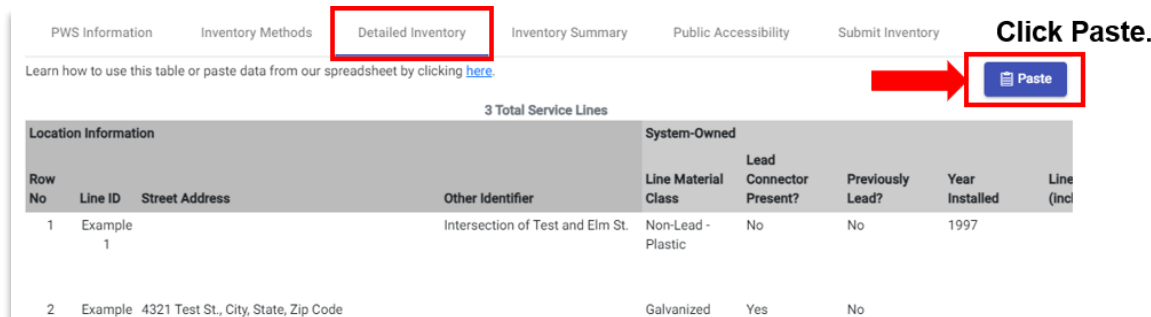 PWS Information Inventory Methods Detailed Inventory Inventory Summary Public Accessibility Submit Inventory Click Paste.
Learn how to use this table or paste data from our spreadsheet by clicking here.
Paste
3 Total Service Lines
Location Information System-Owned
Row No Line ID Street Address Other Identifier Line Material Class Lead Connector Present? Previously Lead? Year Installed Line (incl
1 Example 1 Intersection of Test and Elm St. Non-Lead - Plastic No No 1997
2 Example 4321 Test St., City, State, Zip Code Galvanized Yes No